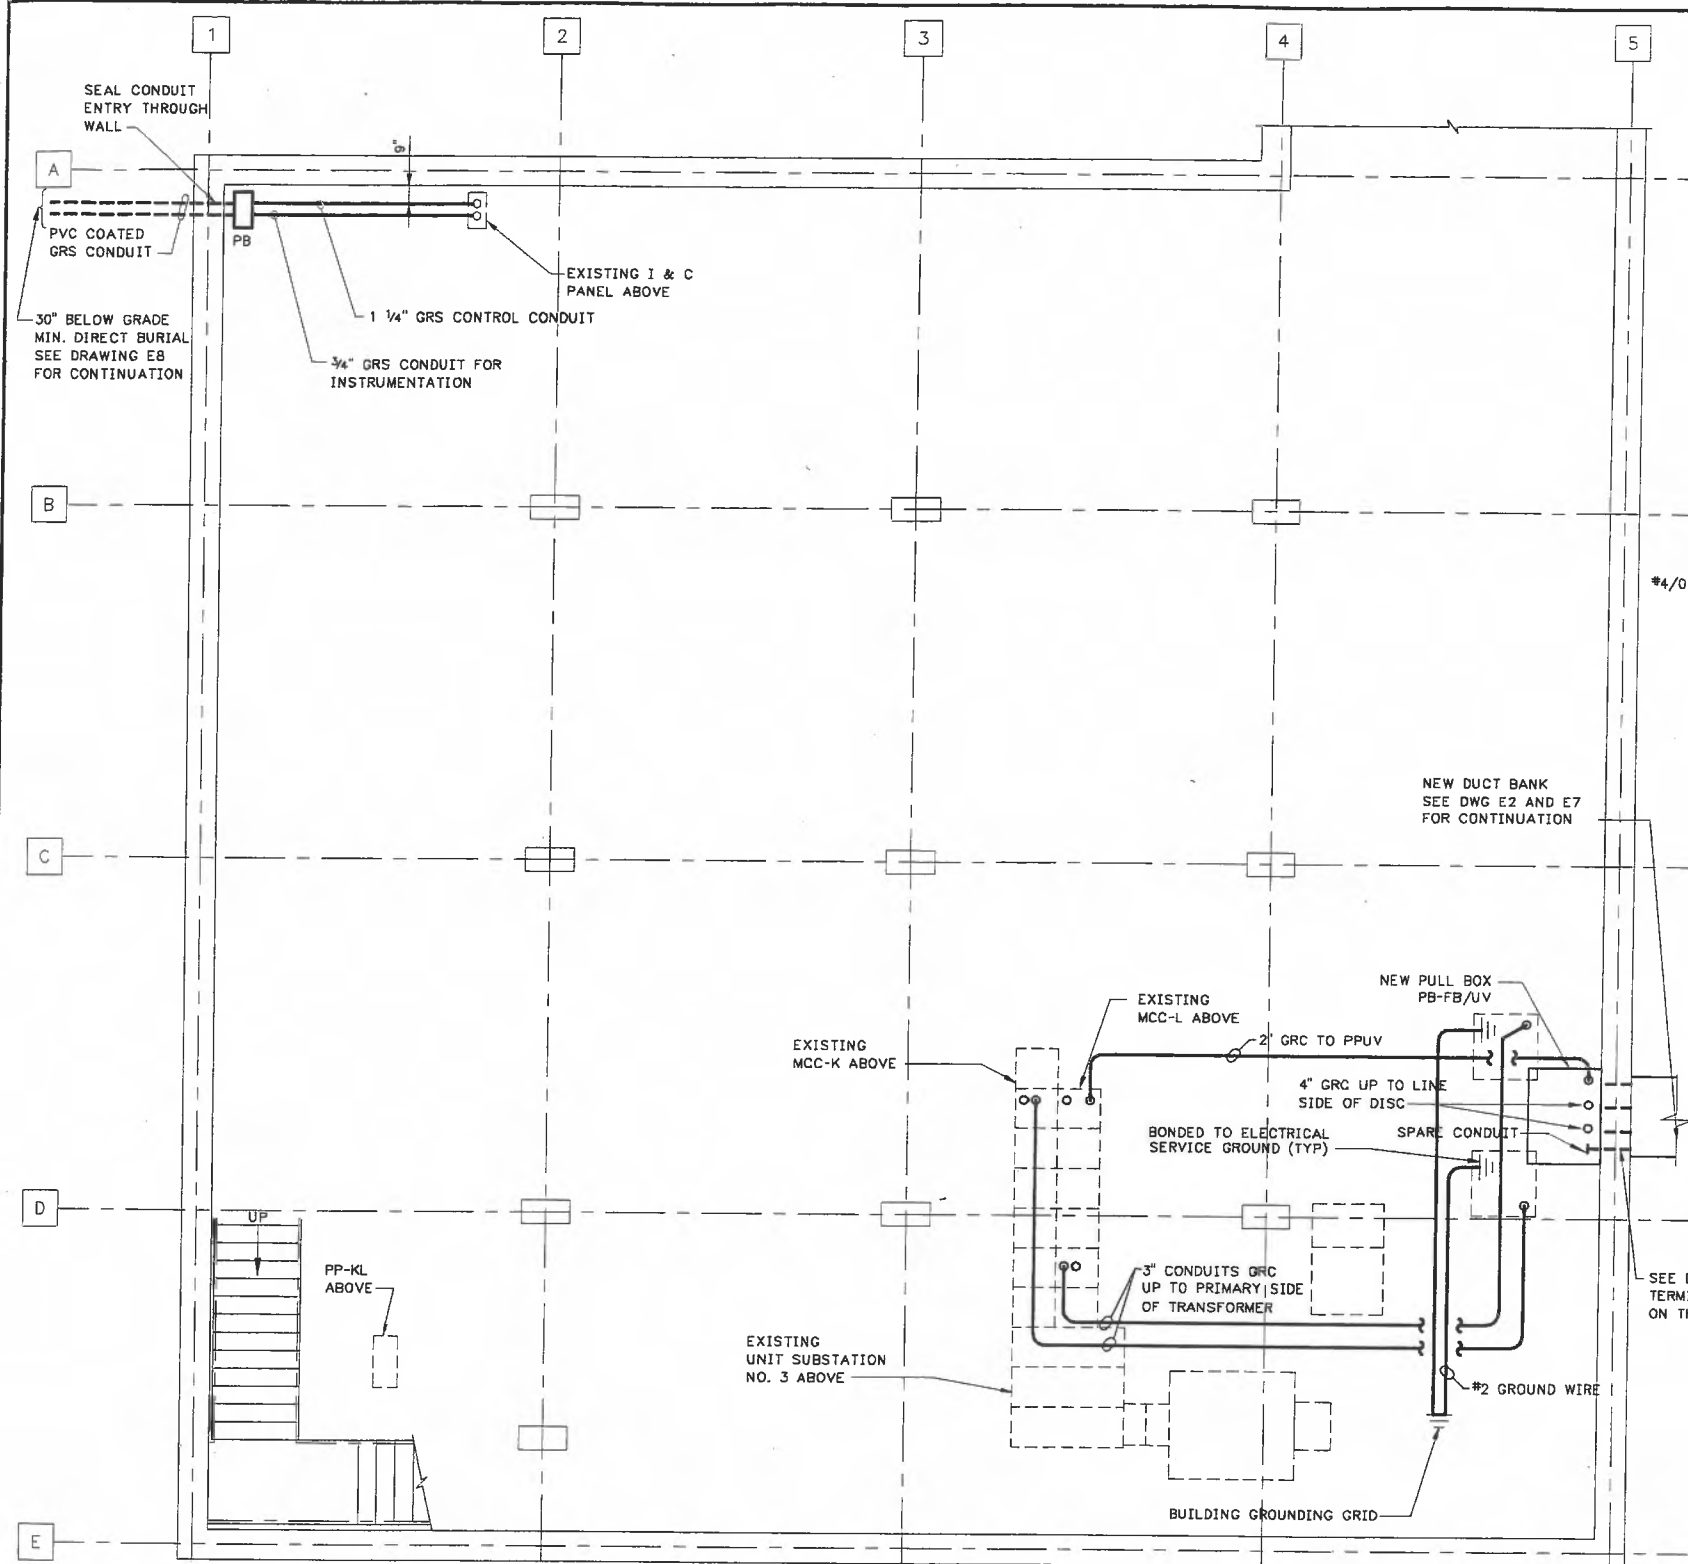 1
2
3
4
5
SEAL CONDUIT
ENTRY THROUGH
WALL
9"
A
PVC COATED
GRS CONDUIT
PB
EXISTING I & C
PANEL ABOVE
30" BELOW GRADE
MIN. DIRECT BURIAL
SEE DRAWING E8
FOR CONTINUATION
1 1/4" GRS CONTROL CONDUIT
3/4" GRS CONDUIT FOR
INSTRUMENTATION
B
#4/0
NEW DUCT BANK
SEE DWG E2 AND E7
FOR CONTINUATION
C
NEW PULL BOX
PB-FB/UV
EXISTING
MCC-L ABOVE
EXISTING
MCC-K ABOVE
2' GRC TO PPUV
4" GRC UP TO LINE
SIDE OF DISC
BONDED TO ELECTRICAL
SERVICE GROUND (TYP)
SPARE CONDUIT
D
UP
PP-KL
ABOVE
3" CONDUITS GRC
UP TO PRIMARY SIDE
OF TRANSFORMER
SEE
TERM
ON
EXISTING
UNIT SUBSTATION
NO. 3 ABOVE
#2 GROUND WIRE
BUILDING GROUNDING GRID
E